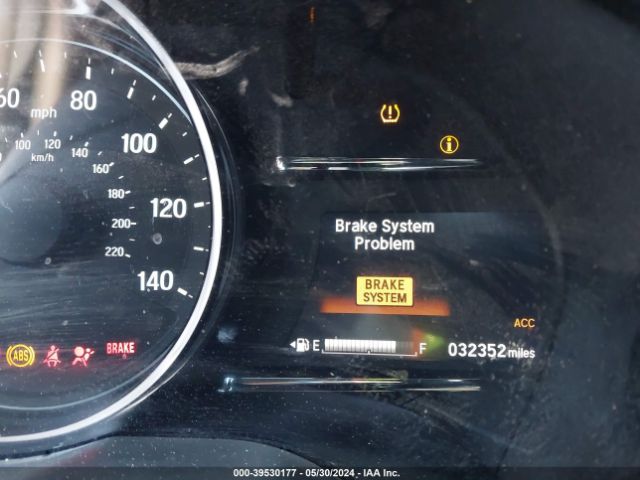 60 80
mph
100
100 120 140
km/h
160
120
180
200
220
140
Brake System
Problem
BRAKE
SYSTEM
ACC
E F 032352 miles
ABS BRAKE
000-39530177 - 05/30/2024 - IAA Inc.